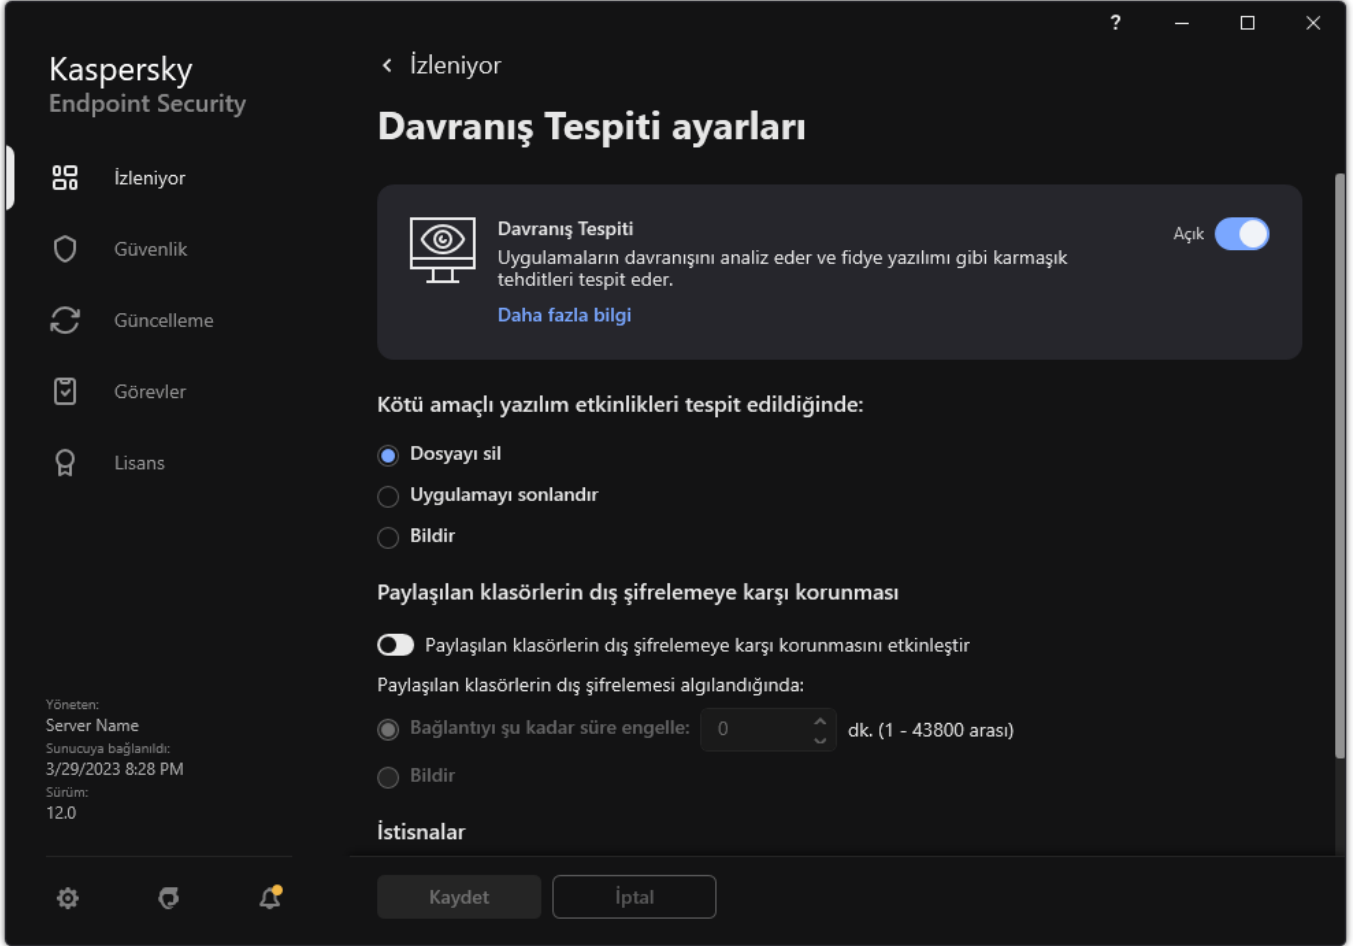 ?
Kaspersky
Endpoint Security
İzleniyor
Güvenlik
Güncelleme
Görevler
Lisans
Yöneten:
Server Name
Sunucuya bağlanıldı:
3/29/2023 8:28 PM
Sürüm:
12.0
İzleniyor
Davranış Tespiti ayarları
Davranış Tespiti
Açık
Uygulamaların davranışını analiz eder ve fidye yazılımı gibi karmaşık
tehditleri tespit eder.
Daha fazla bilgi
Kötü amaçlı yazılım etkinlikleri tespit edildiğinde:
Dosyayı sil
Uygulamayı sonlandır
Bildir
Paylaşılan klasörlerin dış şifrelemeye karşı korunması
Paylaşılan klasörlerin dış şifrelemeye karşı korunmasını etkinleştir
Paylaşılan klasörlerin dış şifrelemesi algılandığında:
Bağlantıyı şu kadar süre engelle: 0 dk. (1 - 43800 arası)
Bildir
İstisnalar
Kaydet
İptal